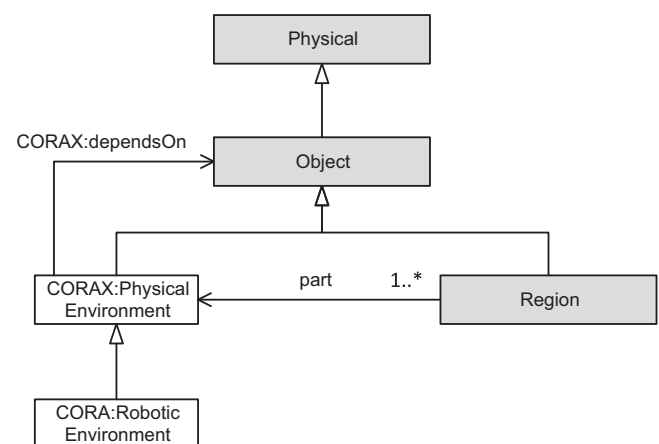 Physical
CORAX:dependsOn
Object
CORAX:Physical
Environment
part
1..*
Region
CORA:Robotic
Environment